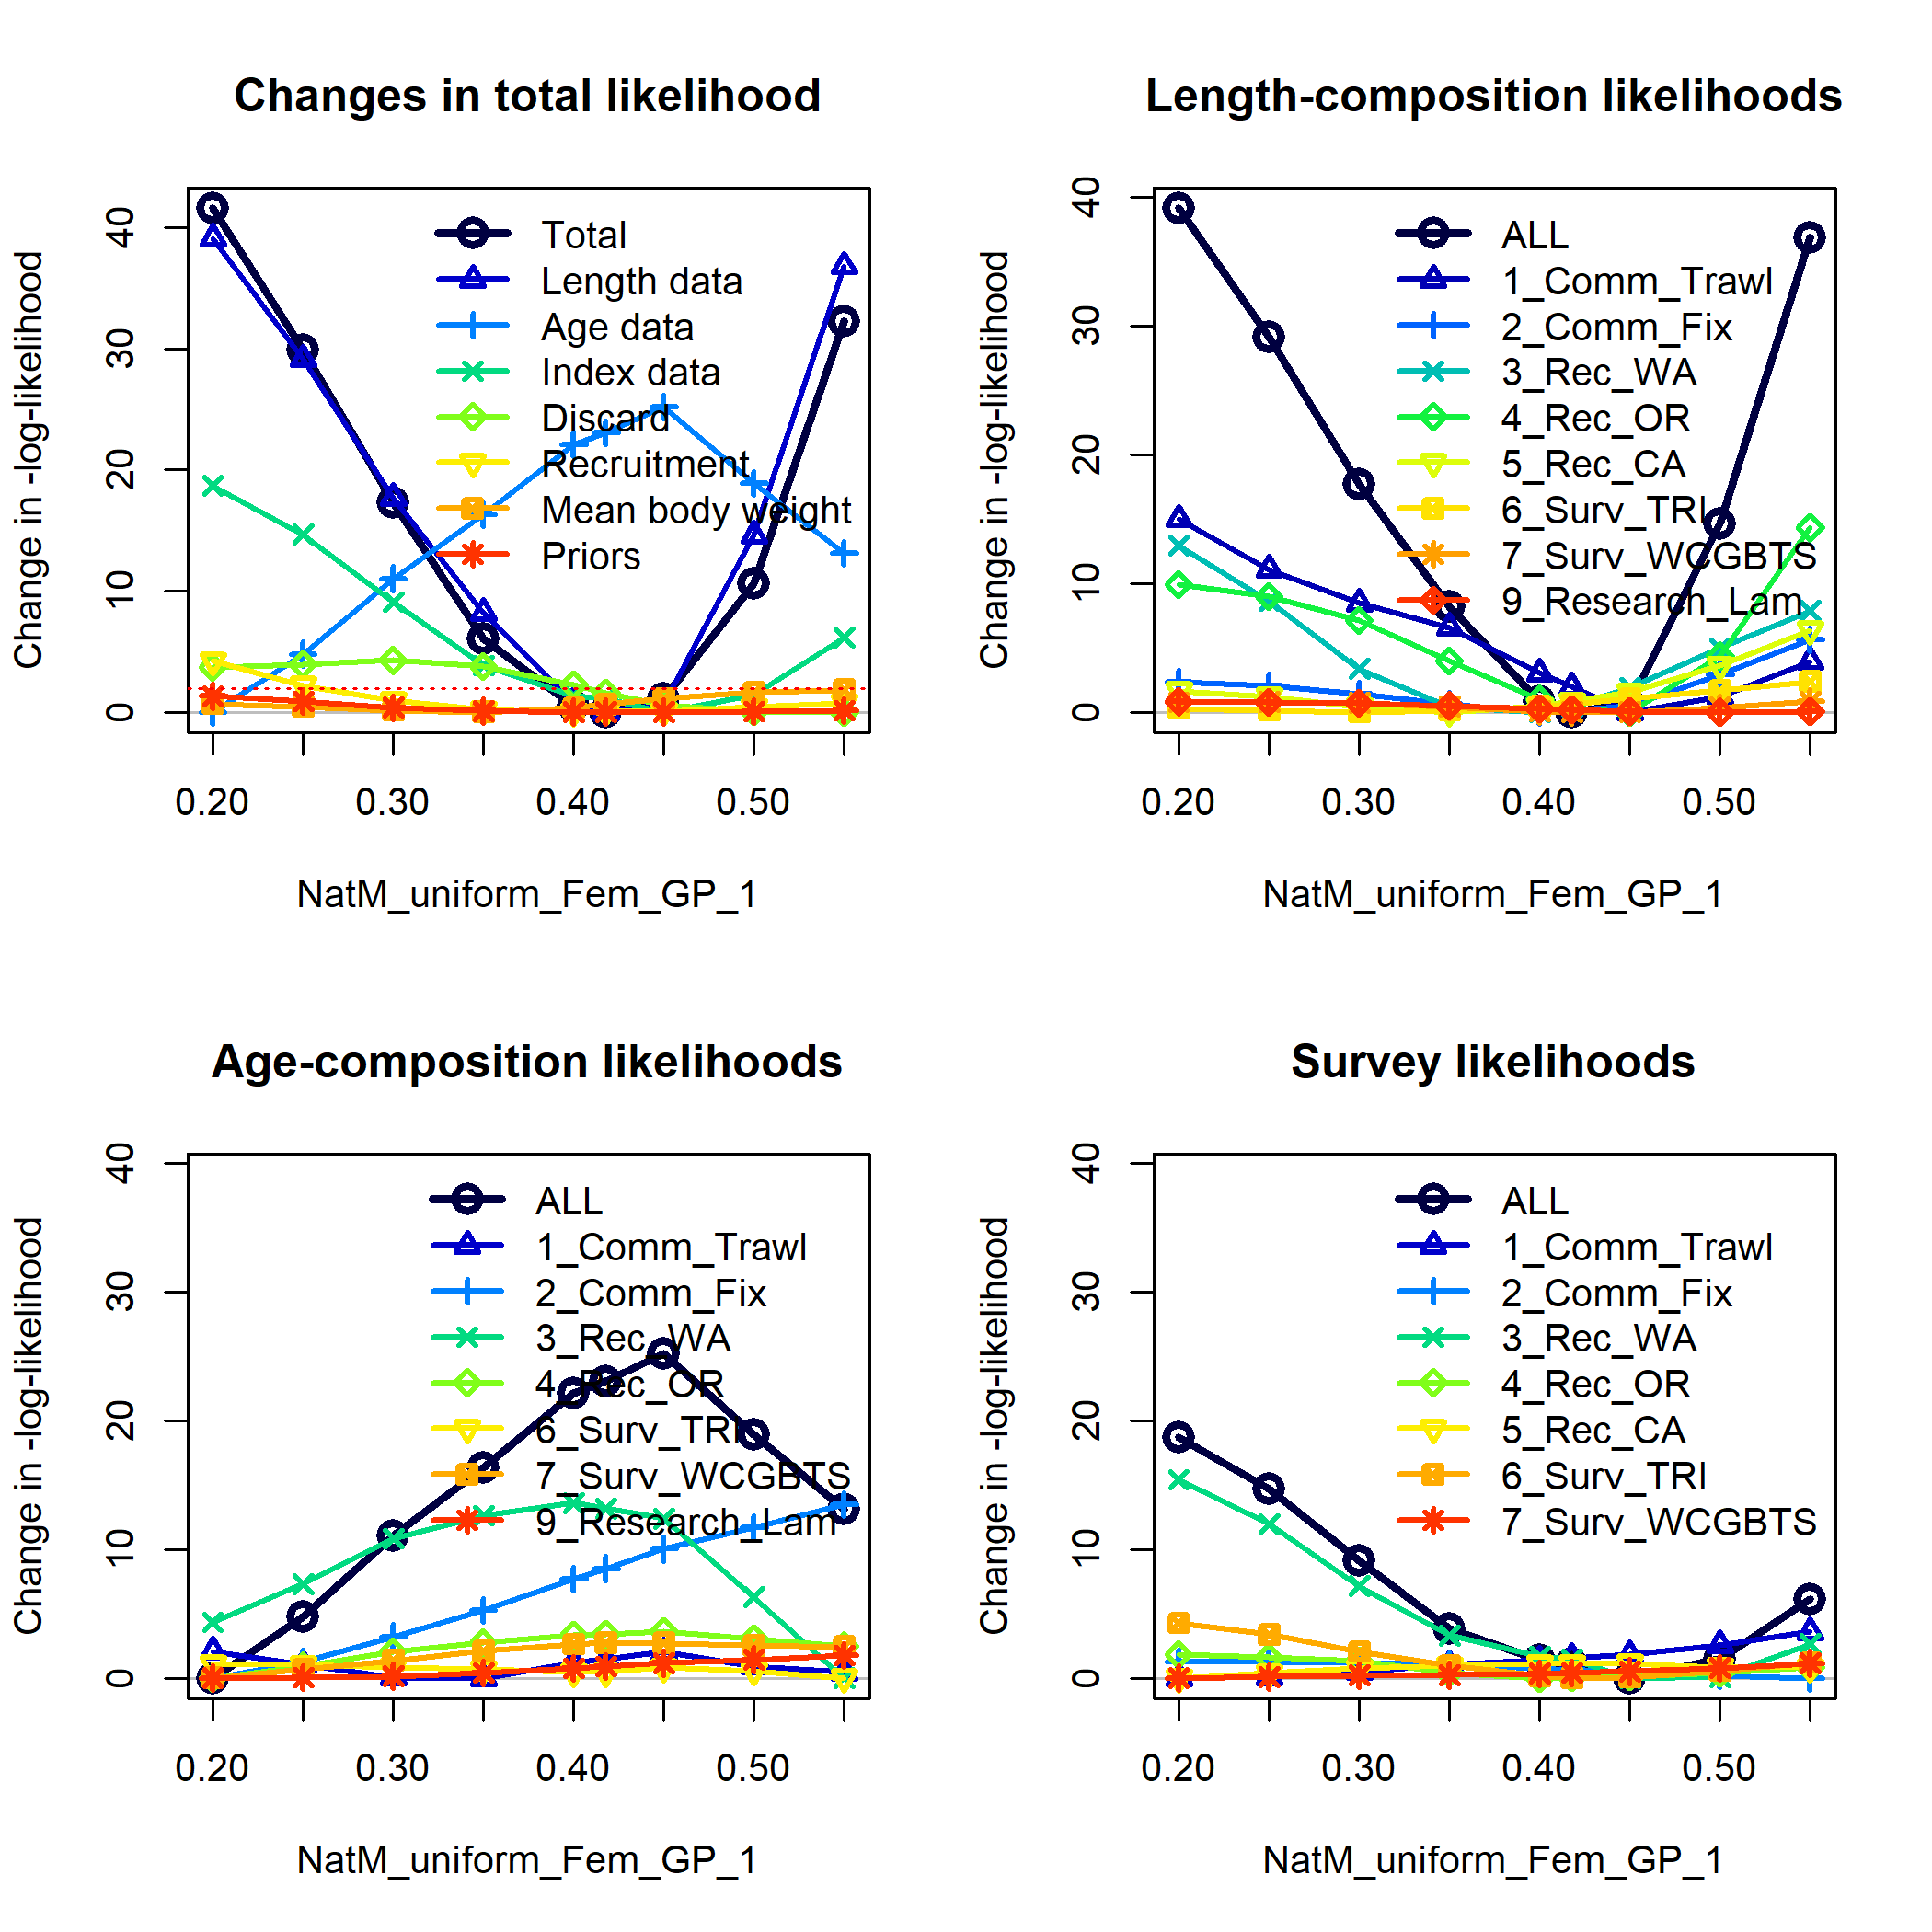 Changes in total likelihood
Change in -log-likelihood
40
30
20
10
0
Total
Length data
Age data
Index data
Discard
Recruitment
Mean body weight
Priors
0.20 0.30 0.40 0.50
NatM_uniform_Fem_GP_1
Length-composition likelihoods
Change in -log-likelihood
40
30
20
10
0
ALL
1_Comm_Trawl
2_Comm_Fix
3_Rec_WA
4_Rec_OR
5_Rec_CA
6_Surv_TRI
7_Surv_WCGBTS
9_Research_Lam
0.20 0.30 0.40 0.50
NatM_uniform_Fem_GP_1
Age-composition likelihoods
Change in -log-likelihood
40
30
20
10
0
ALL
1_Comm_Trawl
2_Comm_Fix
3_Rec_WA
4_Rec_OR
6_Surv_TRI
7_Surv_WCGBTS
9_Research_Lam
0.20 0.30 0.40 0.50
NatM_uniform_Fem_GP_1
Survey likelihoods
Change in -log-likelihood
40
30
20
10
0
ALL
1_Comm_Trawl
2_Comm_Fix
3_Rec_WA
4_Rec_OR
5_Rec_CA
6_Surv_TRI
7_Surv_WCGBTS
0.20 0.30 0.40 0.50
NatM_uniform_Fem_GP_1